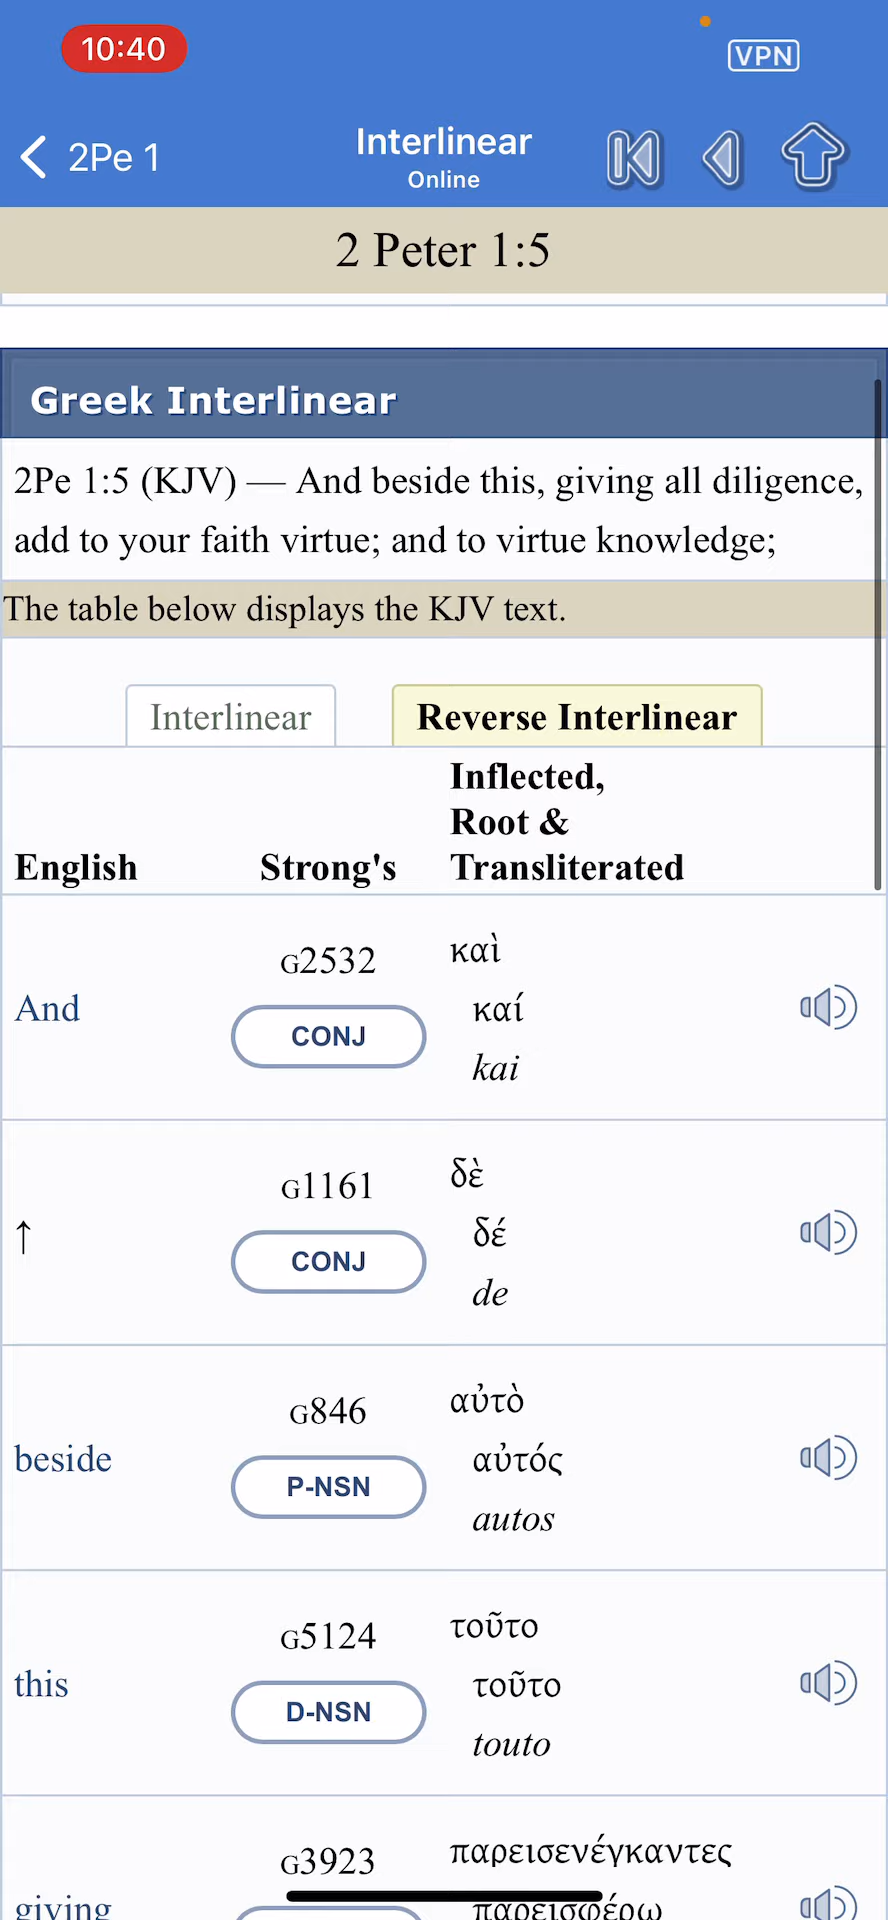 10:40
VPN
2Pe 1
Interlinear
Online
2 Peter 1:5
Greek Interlinear
2Pe 1:5 (KJV) — And beside this, giving all diligence,
add to your faith virtue; and to virtue knowledge;
The table below displays the KJV text.
Interlinear
Reverse Interlinear
English
Strong's
Inflected,
Root &
Transliterated
And
G2532
CONJ
καὶ
καί
kai
↑
G1161
CONJ
δὲ
δέ
de
beside
G846
P-NSN
αὐτὸ
αὐτός
autos
this
G5124
D-NSN
τοῦτο
τοῦτο
touto
giving
G3923
παρεισενέγκαντες
παρεισφέρω